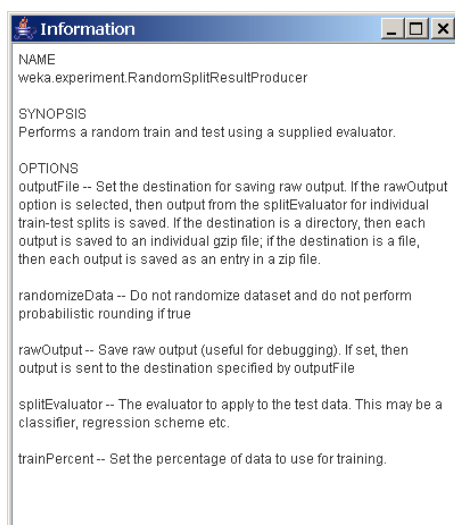 Information
NAME
weka.experiment.RandomSplitResultProducer
SYNOPSIS
Performs a random train and test using a supplied evaluator.
OPTIONS
outputFile -- Set the destination for saving raw output. If the rawOutput
option is selected, then output from the splitEvaluator for individual
train-test splits is saved. If the destination is a directory, then each
output is saved to an individual gzip file; if the destination is a file,
then each output is saved as an entry in a zip file.
randomizeData -- Do not randomize dataset and do not perform
probabilistic rounding if true
rawOutput -- Save raw output (useful for debugging). If set, then
output is sent to the destination specified by outputFile
splitEvaluator -- The evaluator to apply to the test data. This may be a
classifier, regression scheme etc.
trainPercent -- Set the percentage of data to use for training.